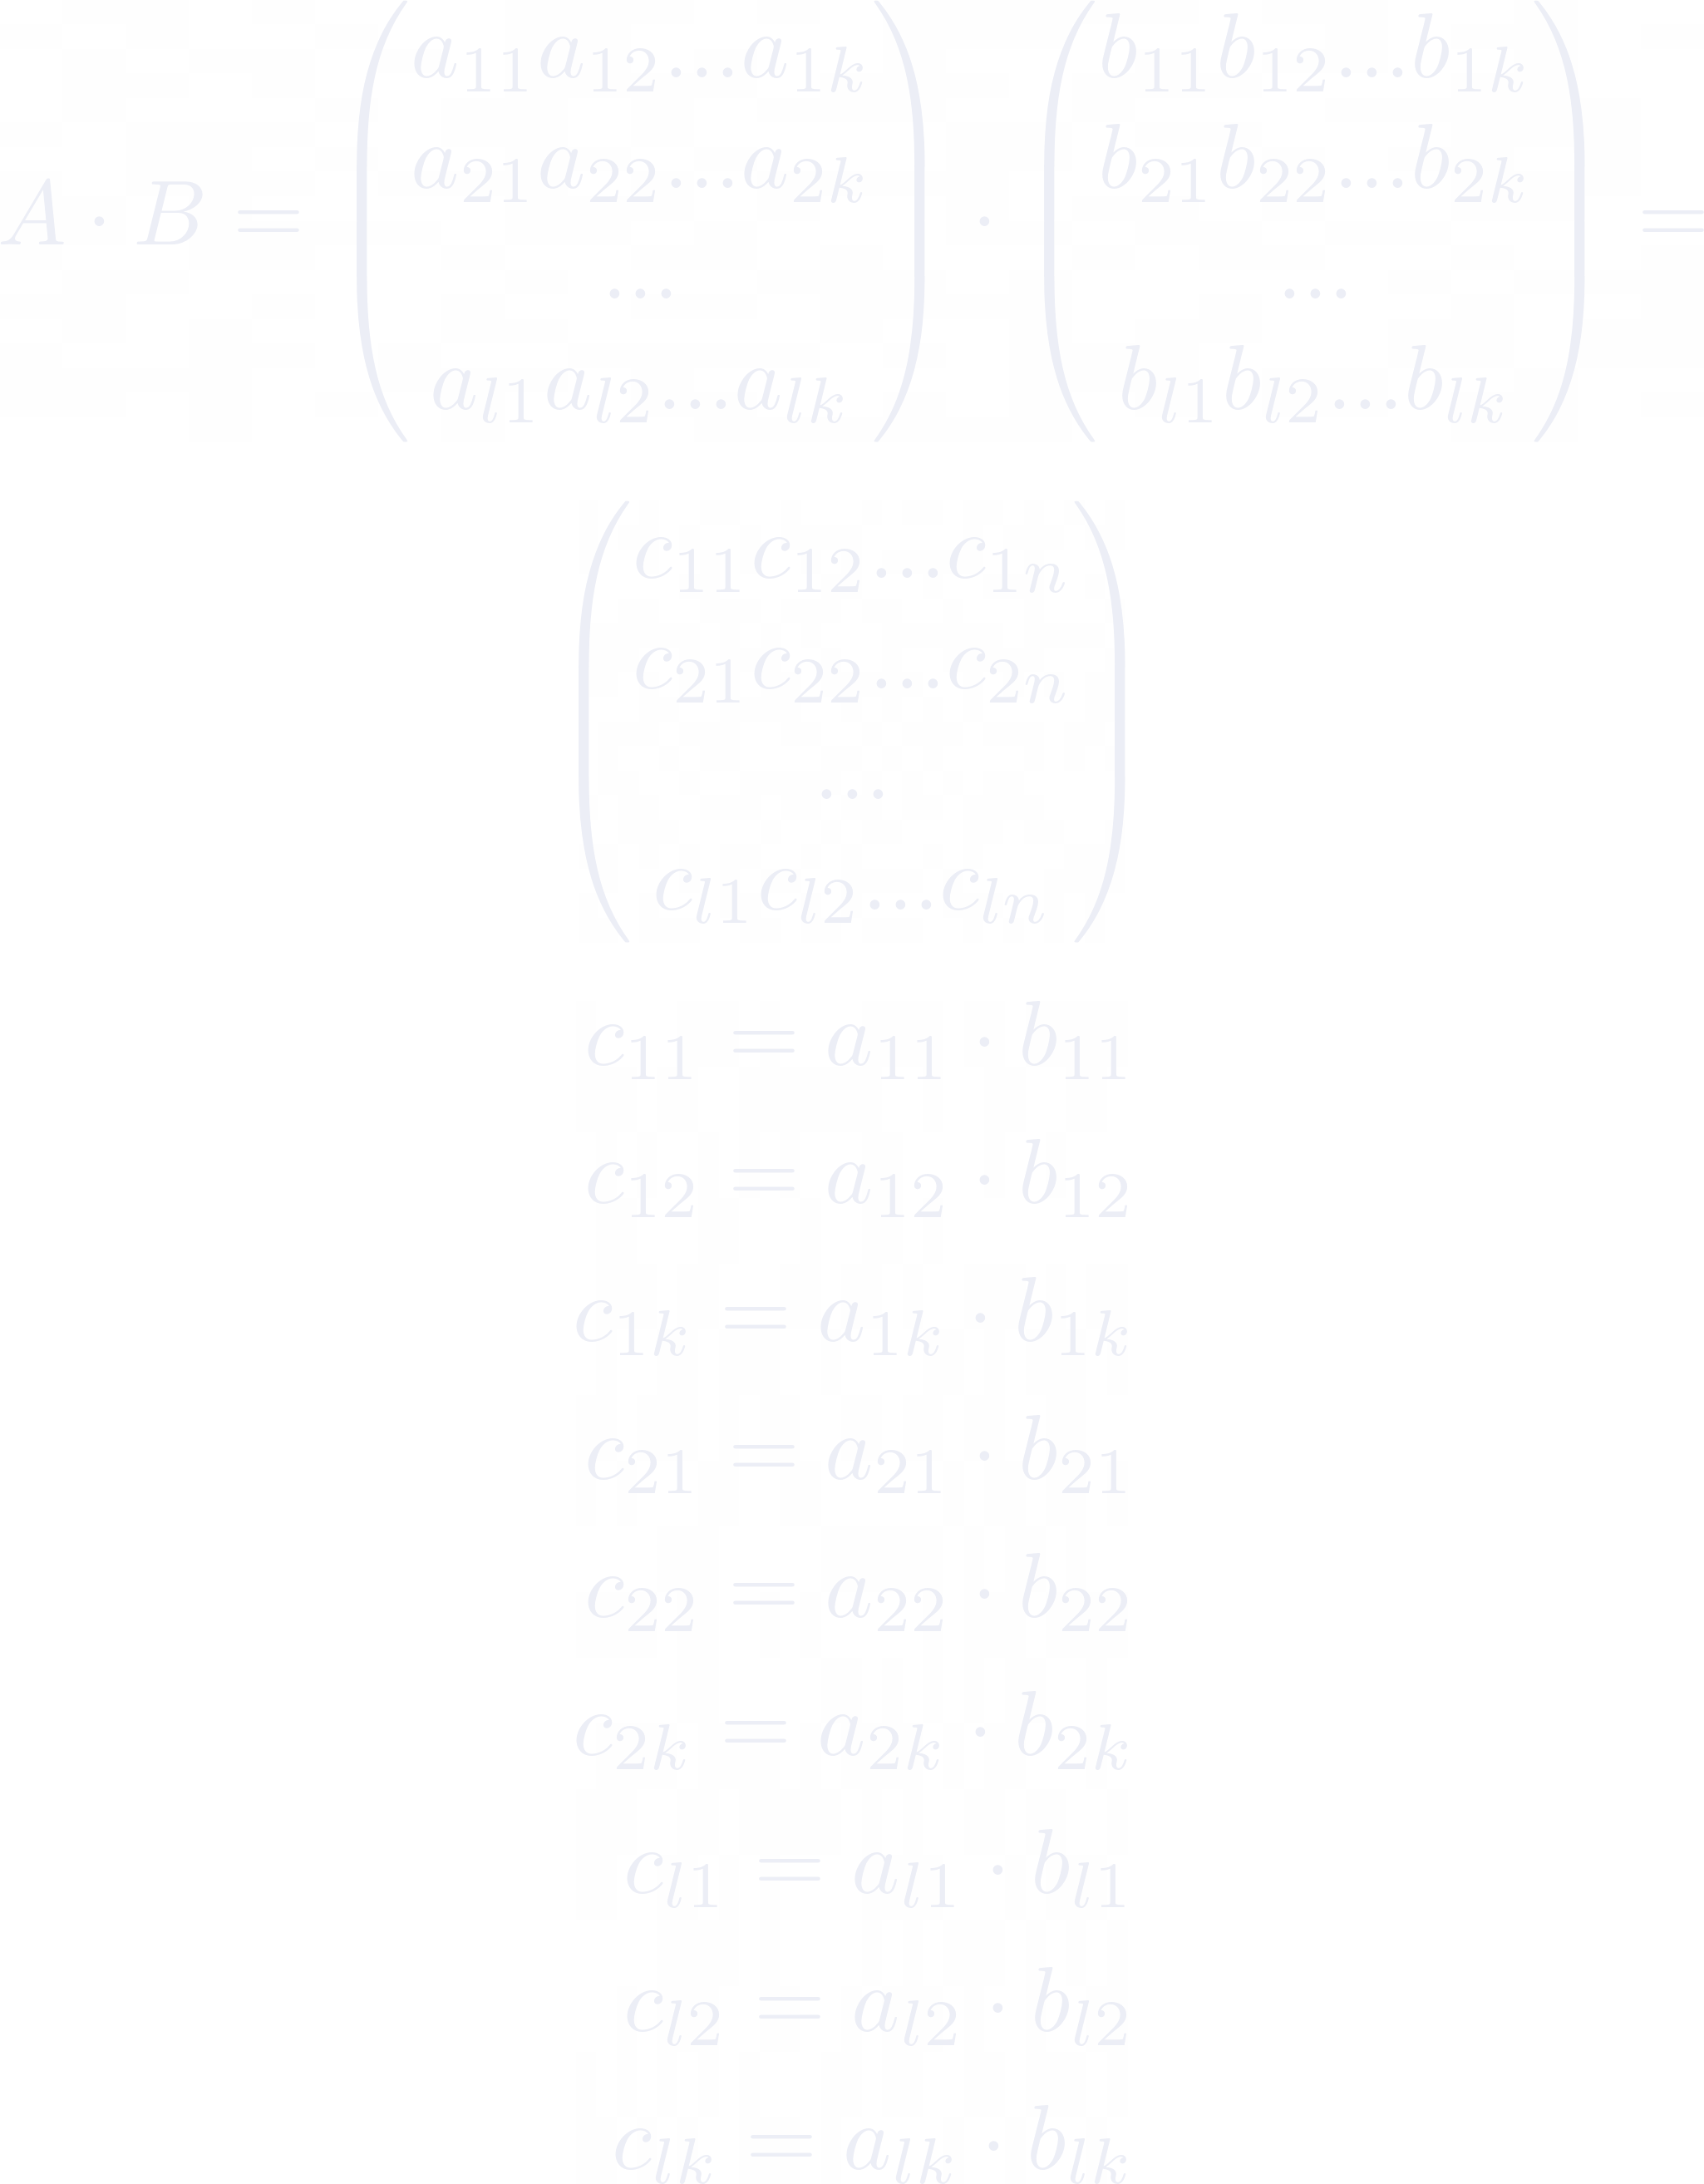 A · B = ( a₁₁a₁₂...a₁ₖ ) · ( b₁₁b₁₂...b₁ₖ ) =
a₂₁a₂₂...a₂ₖ b₂₁b₂₂...b₂ₖ
... ...
aₗ₁aₗ₂...aₗₖ bₗ₁bₗ₂...bₗₖ
( c₁₁c₁₂...c₁ₙ )
c₂₁c₂₂...c₂ₙ
...
cₗ₁cₗ₂...cₗₙ
c₁₁ = a₁₁ · b₁₁
c₁₂ = a₁₂ · b₁₂
c₁ₖ = a₁ₖ · b₁ₖ
c₂₁ = a₂₁ · b₂₁
c₂₂ = a₂₂ · b₂₂
c₂ₖ = a₂ₖ · b₂ₖ
cₗ₁ = aₗ₁ · bₗ₁
cₗ₂ = aₗ₂ · bₗ₂
cₗₖ = aₗₖ · bₗₖ